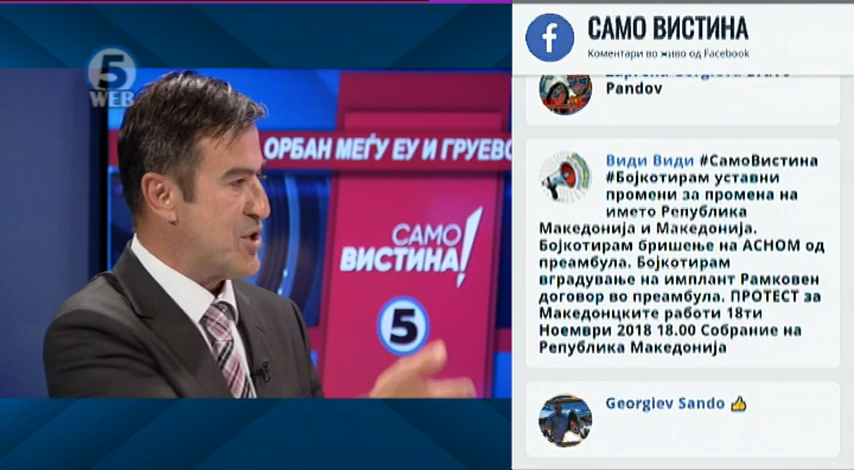 5
WEB
ОРБАН МЕЃУ ЕУ И ГРУЕВО
САМО
ВИСТИНА!
5
САМО ВИСТИНА
Коментари во живо од Facebook
Pandov
Види Види #СамоВистина
#Бојкотирам уставни
промени за промена на
името Република
Македонија и Македонија.
Бојкотирам бришење на АСНОМ од
преамбула. Бојкотирам
вградување на имплант Рамковен
договор во преамбула. ПРОТЕСТ за
Македонцките работи 18ти
Ноември 2018 18.00 Собрание на
Република Македонија
Georgiev Sando 👍